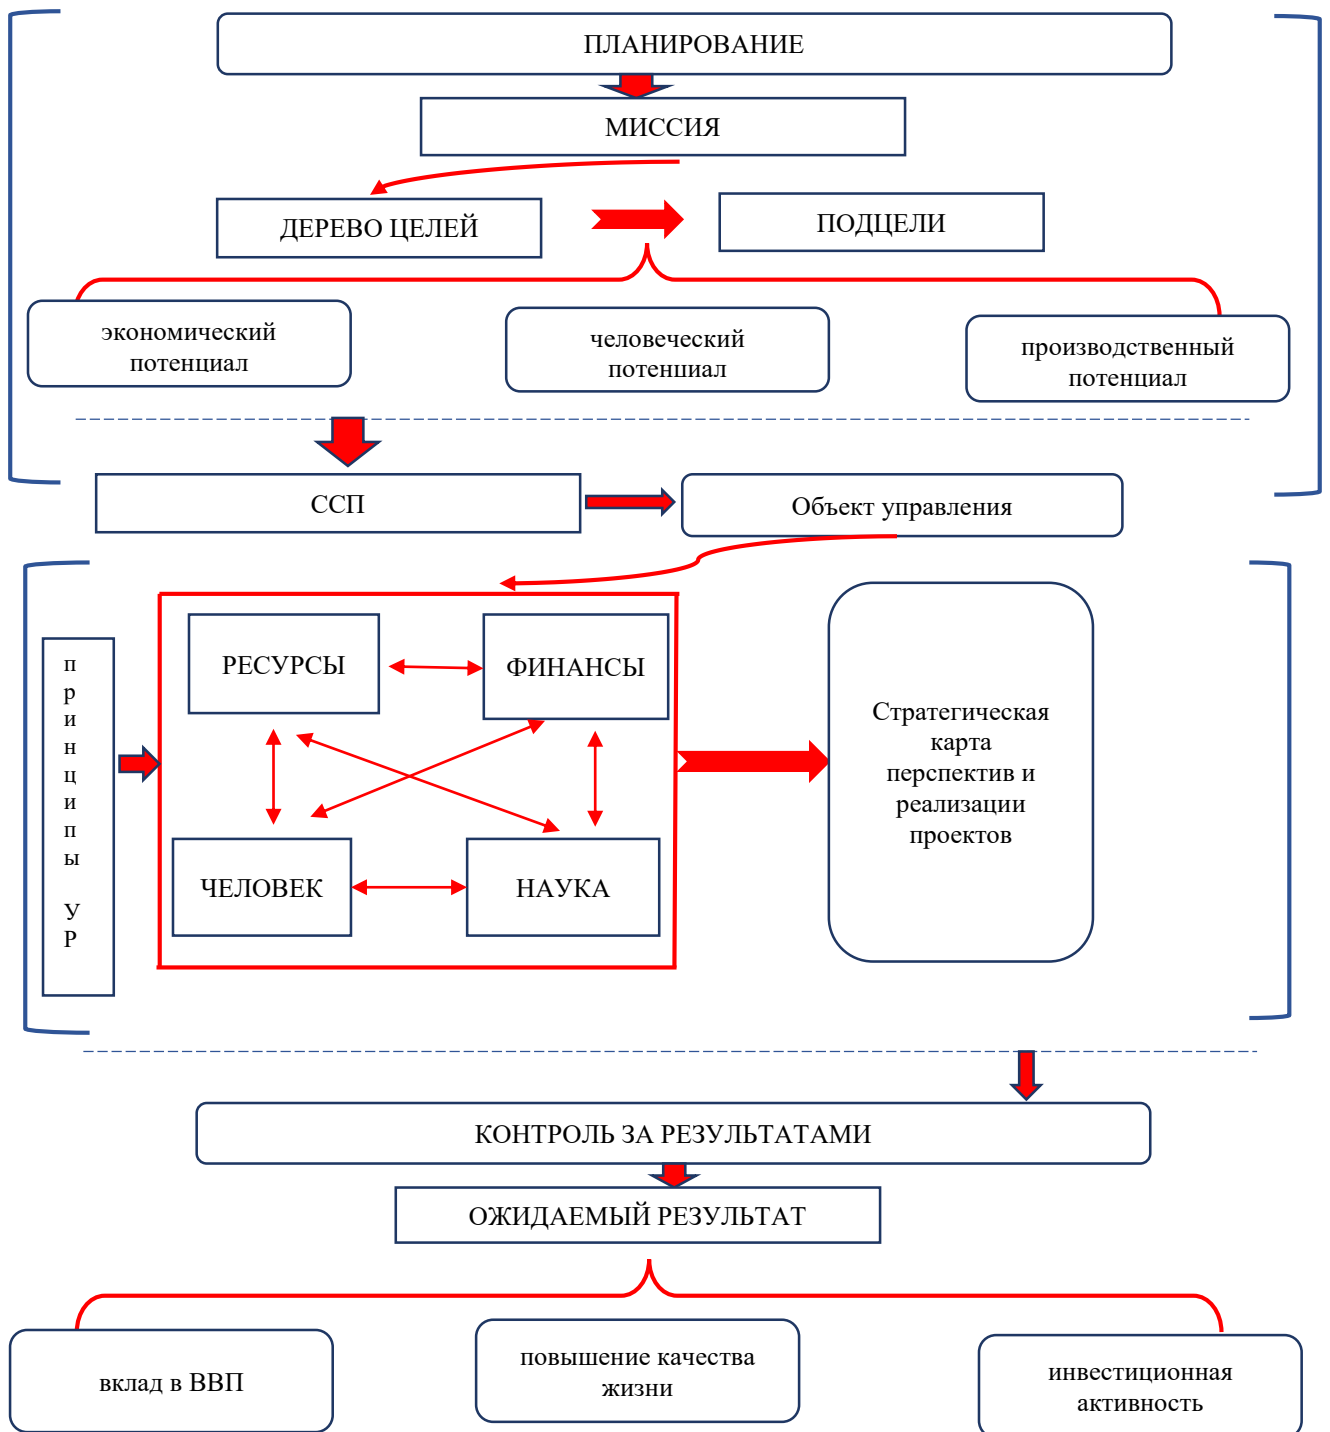 ПЛАНИРОВАНИЕ
МИССИЯ
ДЕРЕВО ЦЕЛЕЙ
ПОДЦЕЛИ
экономический
потенциал
человеческий
потенциал
производственный
потенциал
ССП
Объект управления
п
р
и
н
ц
и
п
ы
У
Р
РЕСУРСЫ
ФИНАНСЫ
ЧЕЛОВЕК
НАУКА
Стратегическая
карта
перспектив и
реализации
проектов
КОНТРОЛЬ ЗА РЕЗУЛЬТАТАМИ
ОЖИДАЕМЫЙ РЕЗУЛЬТАТ
вклад в ВВП
повышение качества
жизни
инвестиционная
активность